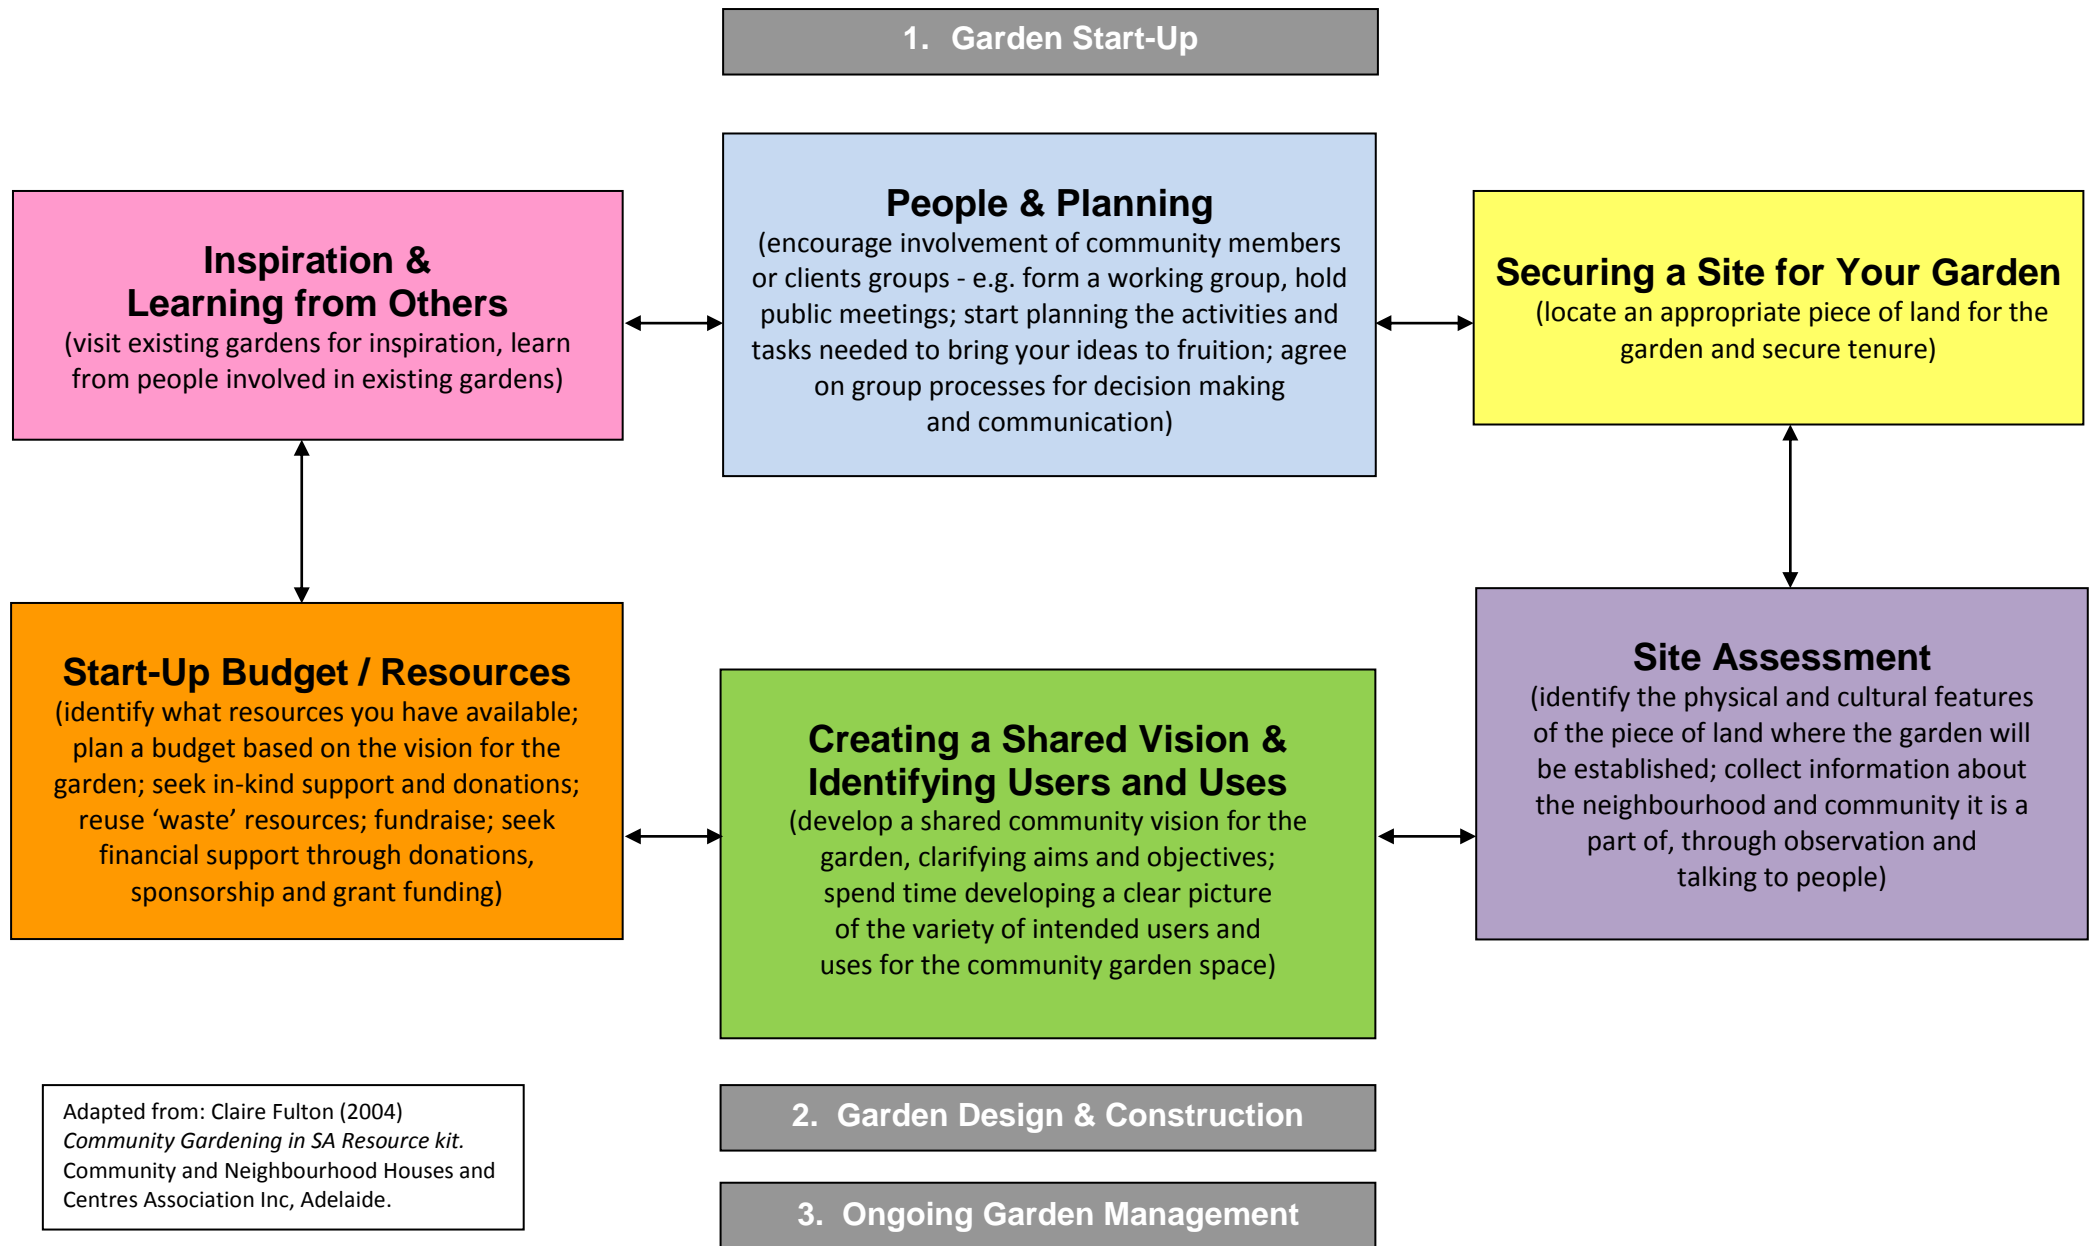 1. Garden Start-Up
Inspiration &
Learning from Others
(visit existing gardens for inspiration, learn
from people involved in existing gardens)
People & Planning
(encourage involvement of community members
or clients groups - e.g. form a working group, hold
public meetings; start planning the activities and
tasks needed to bring your ideas to fruition; agree
on group processes for decision making
and communication)
Securing a Site for Your Garden
(locate an appropriate piece of land for the
garden and secure tenure)
Start-Up Budget / Resources
(identify what resources you have available;
plan a budget based on the vision for the
garden; seek in-kind support and donations;
reuse ‘waste’ resources; fundraise; seek
financial support through donations,
sponsorship and grant funding)
Creating a Shared Vision &
Identifying Users and Uses
(develop a shared community vision for the
garden, clarifying aims and objectives;
spend time developing a clear picture
of the variety of intended users and
uses for the community garden space)
Site Assessment
(identify the physical and cultural features
of the piece of land where the garden will
be established; collect information about
the neighbourhood and community it is a
part of, through observation and
talking to people)
Adapted from: Claire Fulton (2004)
Community Gardening in SA Resource kit.
Community and Neighbourhood Houses and
Centres Association Inc, Adelaide.
2. Garden Design & Construction
3. Ongoing Garden Management